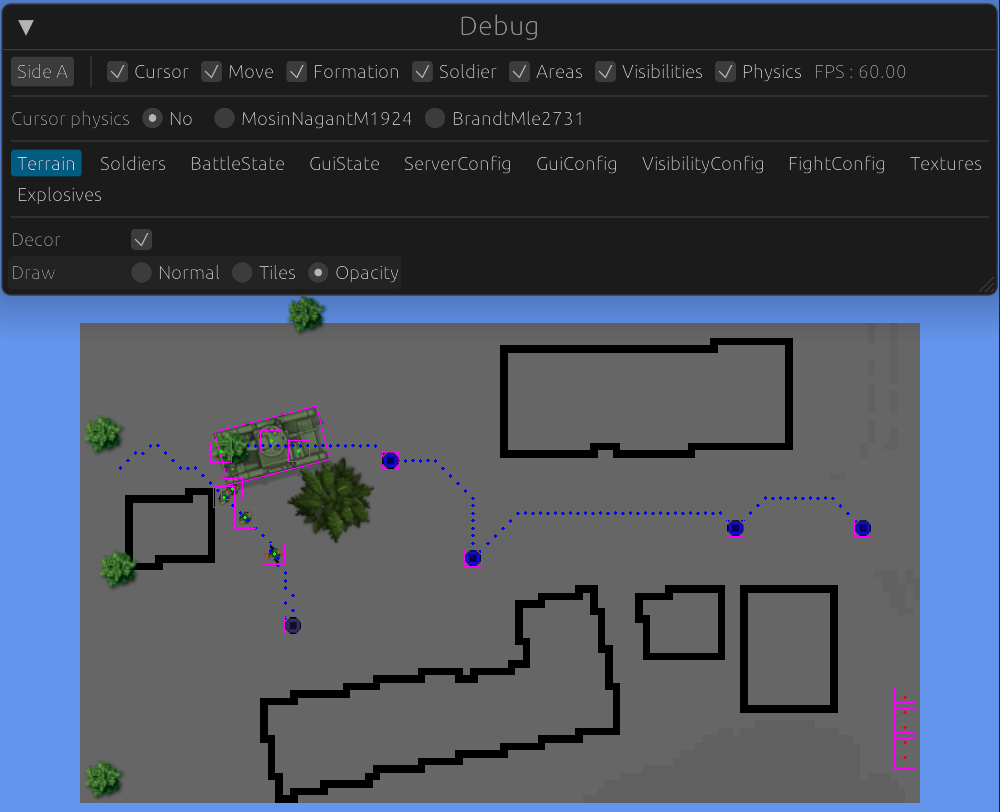 Debug
Side A Cursor Move Formation Soldier Areas Visibilities Physics FPS : 60.00
Cursor physics No MosinNagantM1924 BrandtMle2731
Terrain Soldiers BattleState GuiState ServerConfig GuiConfig VisibilityConfig FightConfig Textures
Explosives
Decor
Draw Normal Tiles Opacity